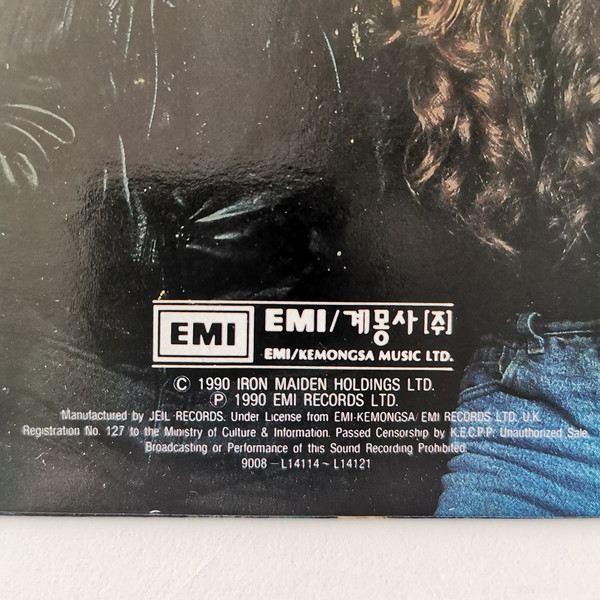 EMI
EMI/계몽사 [주]
EMI/KEMONGSA MUSIC LTD.
Ⓒ 1990 IRON MAIDEN HOLDINGS LTD.
Ⓟ 1990 EMI RECORDS LTD.
Manufactured by JEIL RECORDS. Under License from EMI-KEMONGSA/ EMI RECORDS LTD. U.K.
Registration No. 127 to the Ministry of Culture & Information. Passed Censorship by K.E.C.P.P. Unauthorized Sale
Broadcasting or Performance of this Sound Recording Prohibited.
9008－L14114～L14121